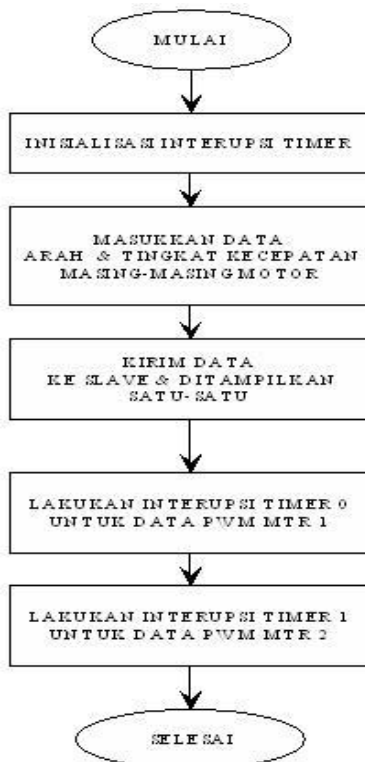 MULAI
INISIALISASI INTERUPSI TIMER
MASUKKAN DATA
ARAH & TINGKAT KECEPATAN
MASING-MASING MOTOR
KIRIM DATA
KE SLAVE & DITAMPILKAN
SATU-SATU
LAKUKAN INTERUPSI TIMER 0
UNTUK DATA PWM MTR 1
LAKUKAN INTERUPSI TIMER 1
UNTUK DATA PWM MTR 2
SELESAI